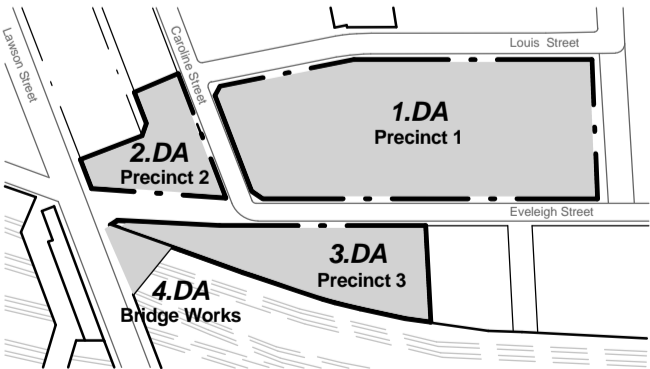 Louis Street
Lawson Street
Caroline Street
1.DA
Precinct 1
2.DA
Precinct 2
Eveleigh Street
3.DA
Precinct 3
4.DA
Bridge Works